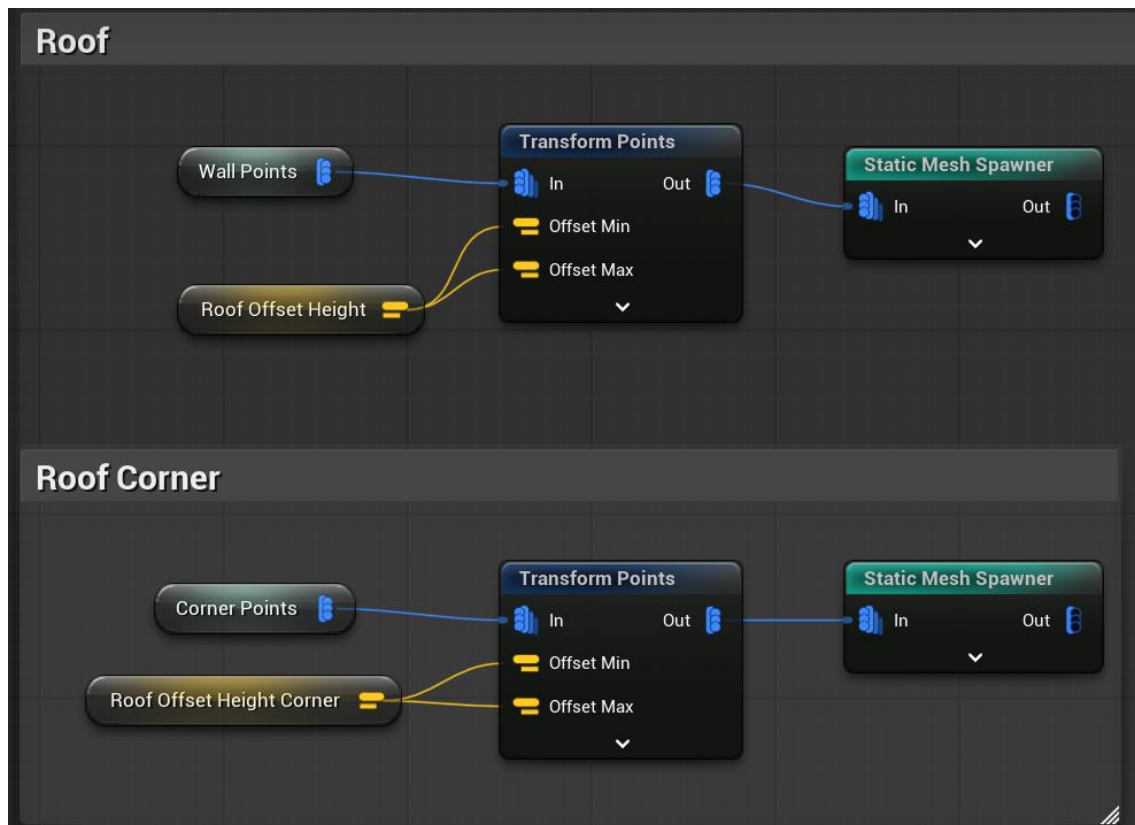 Roof
Transform Points
Wall Points
In
Out
Static Mesh Spawner
In
Out
Offset Min
Offset Max
Roof Offset Height
Roof Corner
Transform Points
Static Mesh Spawner
Corner Points
In
Out
In
Out
Offset Min
Roof Offset Height Corner
Offset Max